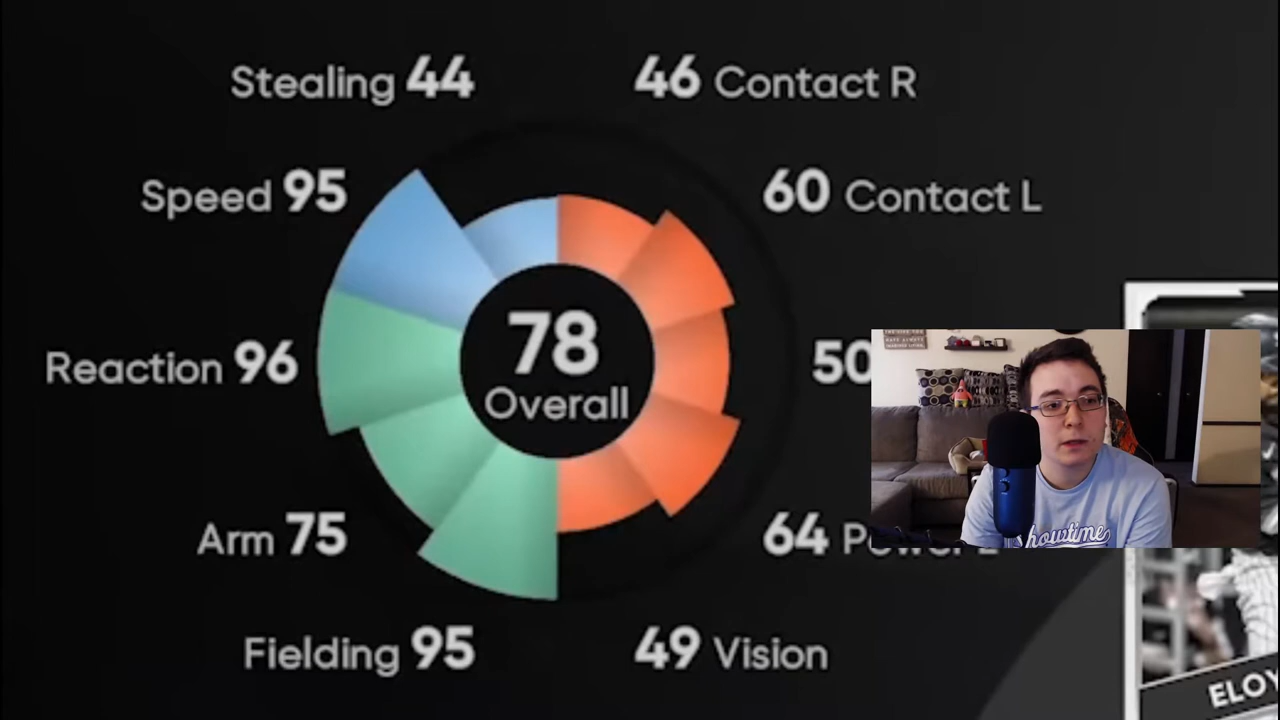 Stealing 44
46 Contact R
Speed 95
60 Contact L
Reaction 96
78
Overall
50
Arm 75
64
Fielding 95
49 Vision
howtime
ELOY